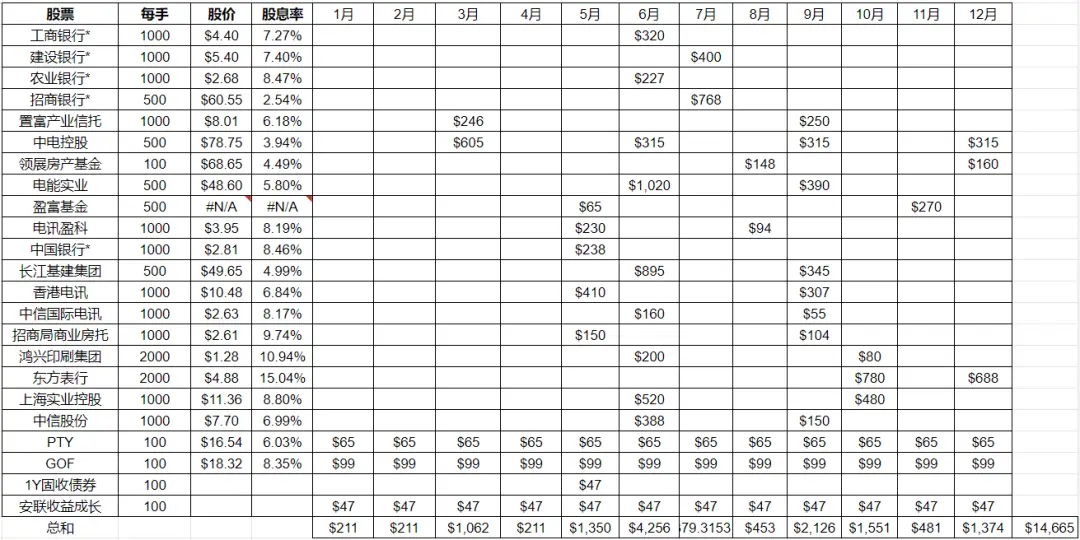 股票 每手 股价 股息率 1月 2月 3月 4月 5月 6月 7月 8月 9月 10月 11月 12月
工商银行* 1000 $4.40 7.27% $320
建设银行* 1000 $5.40 7.40% $400
农业银行* 1000 $2.68 8.47% $227
招商银行* 500 $60.55 2.54% $768
置富产业信托 1000 $8.01 6.18% $246 $250
中电控股 500 $78.75 3.94% $605 $315 $315 $315
领展房产基金 100 $68.65 4.49% $148 $160
电能实业 500 $48.60 5.80% $1,020 $390
盈富基金 500 #N/A #N/A $65 $270
电讯盈科 1000 $3.95 8.19% $230 $94
中国银行* 1000 $2.81 8.46% $238
长江基建集团 500 $49.65 4.99% $895 $345
香港电讯 1000 $10.48 6.84% $410 $307
中信国际电讯 1000 $2.63 8.17% $160 $55
招商局商业房托 1000 $2.61 9.74% $150 $104
鸿兴印刷集团 2000 $1.28 10.94% $200 $80
东方表行 2000 $4.88 15.04% $780 $688
上海实业控股 1000 $11.36 8.80% $520 $480
中信股份 1000 $7.70 6.99% $388 $150
PTY 100 $16.54 6.03% $65 $65 $65 $65 $65 $65 $65 $65 $65 $65 $65 $65
GOF 100 $18.32 8.35% $99 $99 $99 $99 $99 $99 $99 $99 $99 $99 $99 $99
1Y固收债券 100 $47
安联收益成长 100 $47 $47 $47 $47 $47 $47 $47 $47 $47 $47 $47 $47
总和 $211 $211 $1,062 $211 $1,350 $4,256 79.3153 $453 $2,126 $1,551 $481 $1,374 $14,665